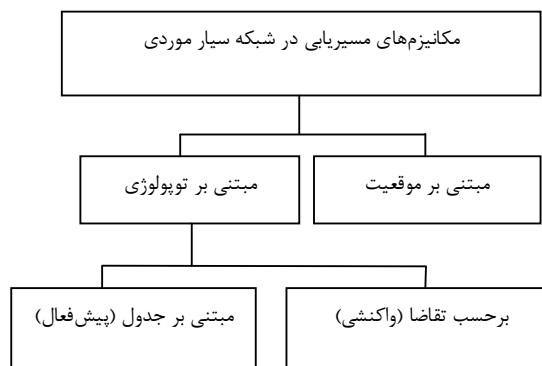 مکانیزم‌های مسیریابی در شبکه سیار موردی
مبتنی بر موقعیت
مبتنی بر توپولوژی
برحسب تقاضا (واکنشی)
مبتنی بر جدول (پیش‌فعال)